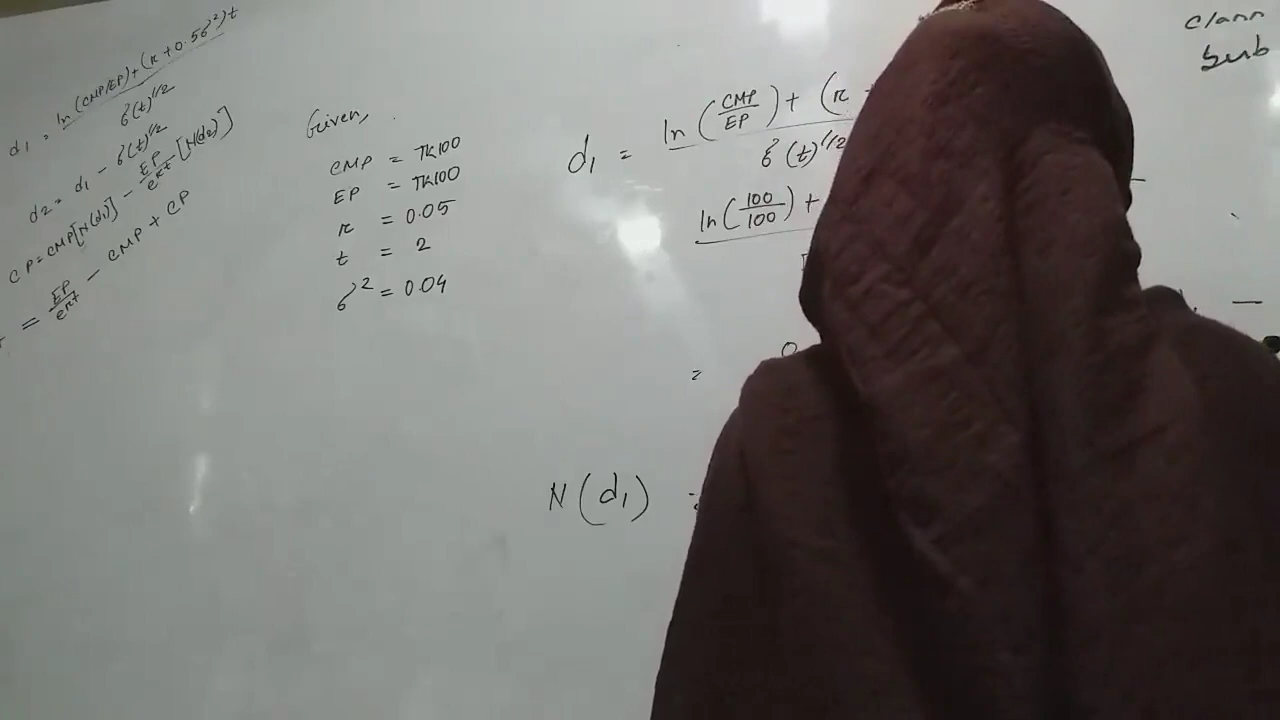 d1 = ln (CMP/EP) + (r + 0.5σ²)t
σ(t)^1/2
d2 = d1 - σ(t)^1/2
CP = CMP[N(d1)] - EP/e^rt [N(d2)]
= EP/e^rt - CMP + CP
Given,
CMP = TK100
EP = TK100
r = 0.05
t = 2
σ² = 0.04
d1 = ln (CMP/EP) + (r
σ (t)^1/2
ln (100/100) +
=
N(d1)
Clann
Sub